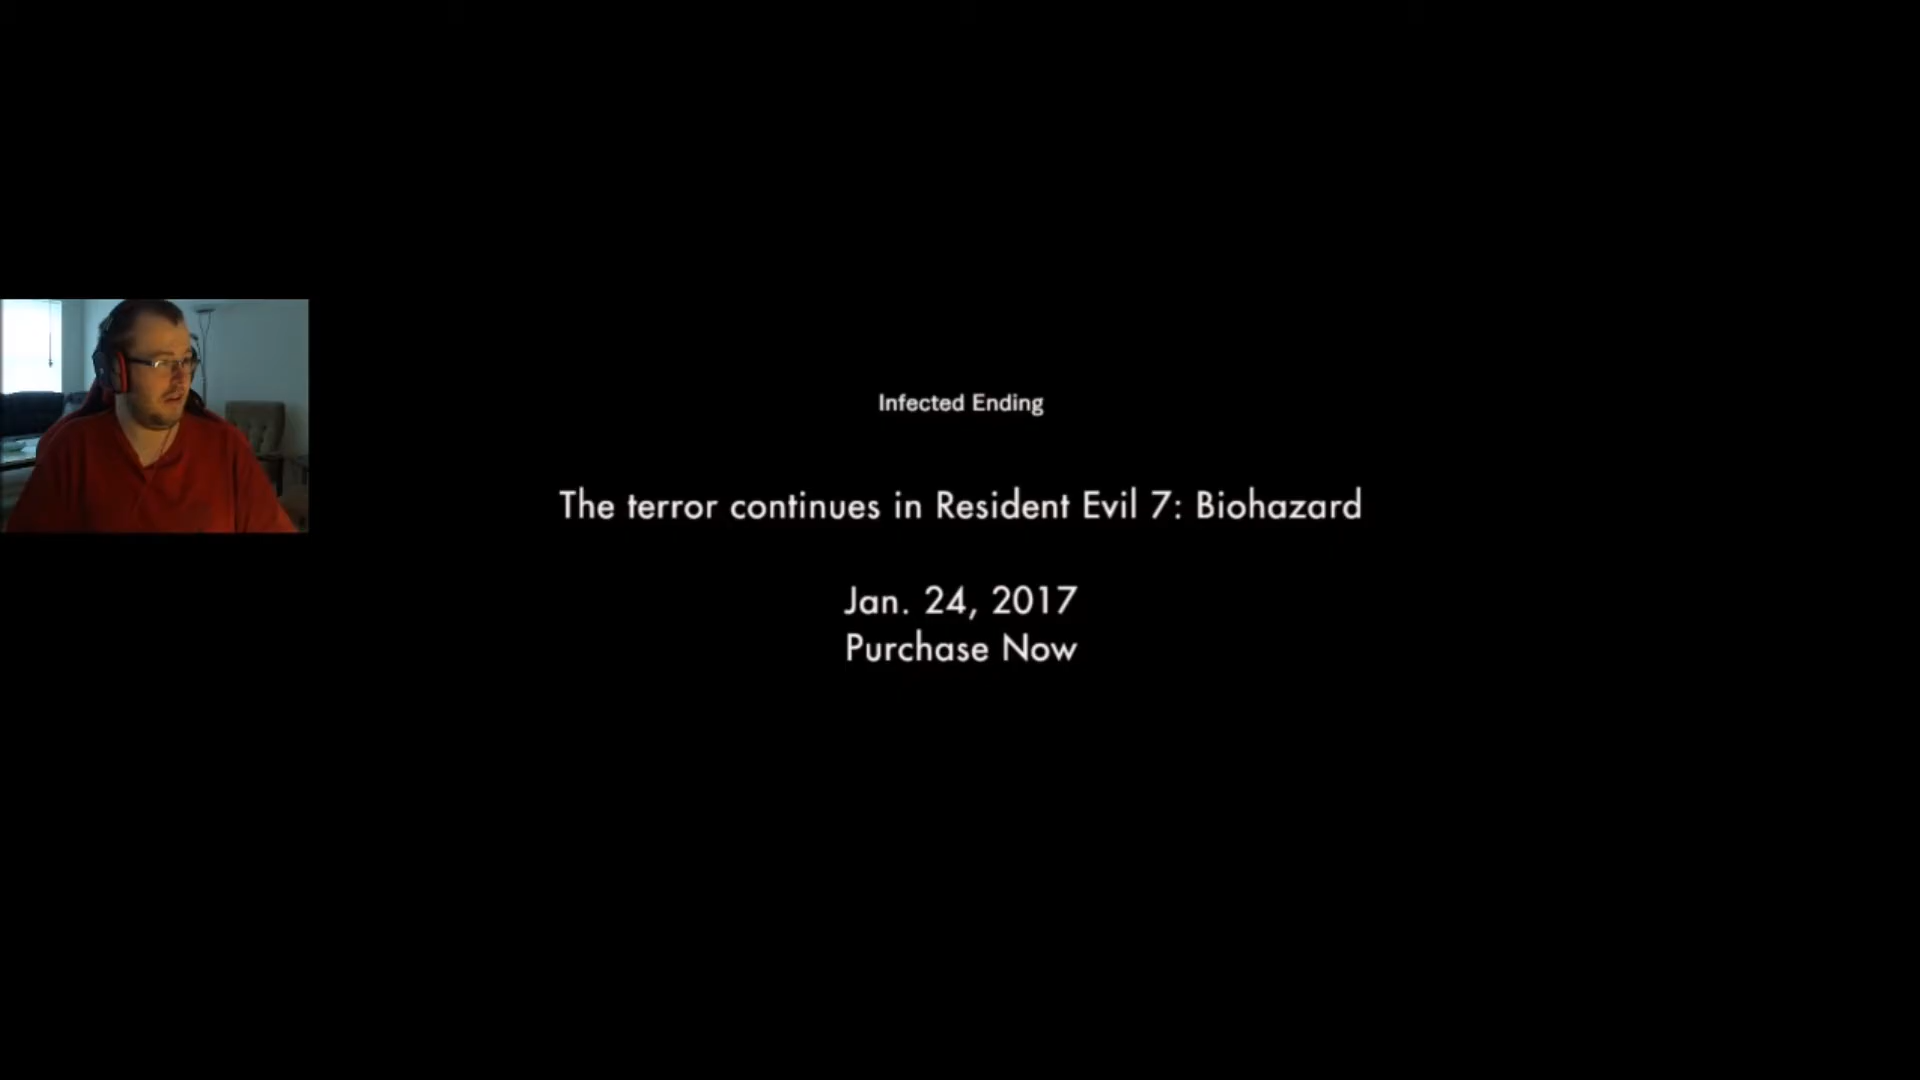 Infected Ending
The terror continues in Resident Evil 7: Biohazard
Jan. 24, 2017
Purchase Now